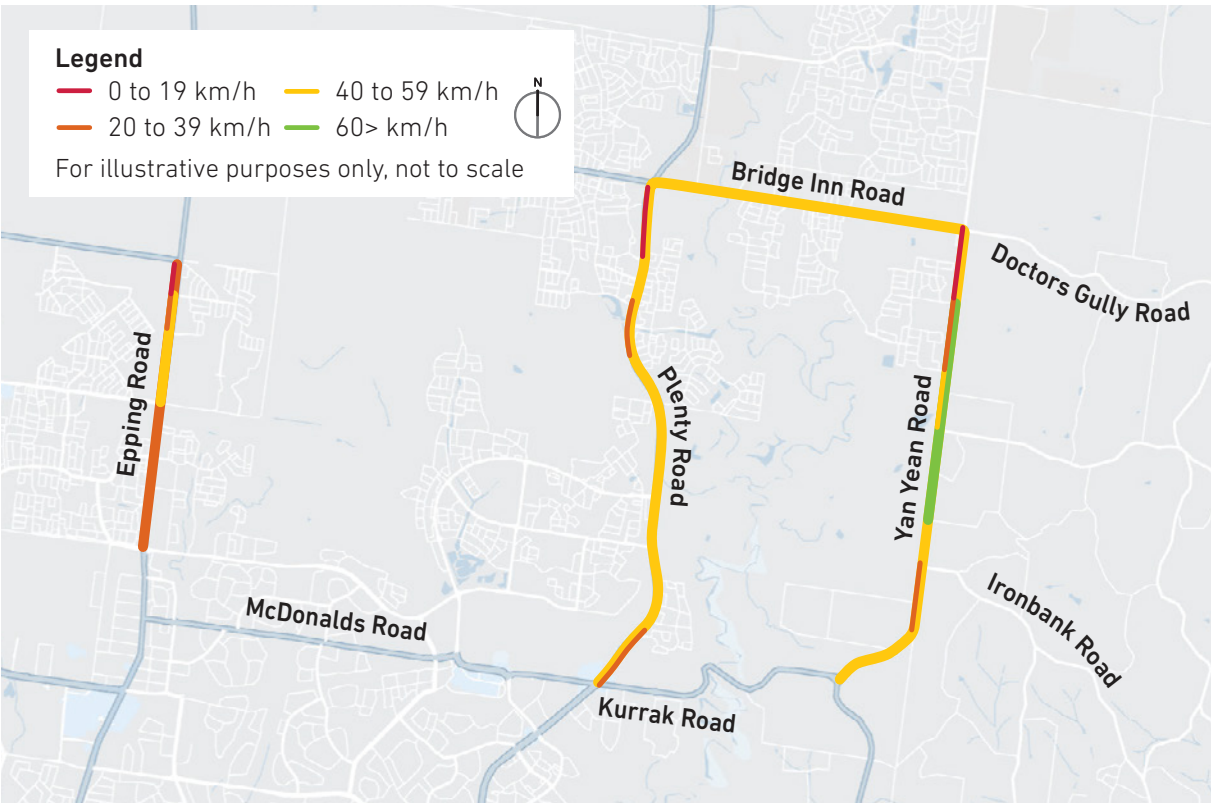 Legend
0 to 19 km/h
40 to 59 km/h
20 to 39 km/h
60> km/h
For illustrative purposes only, not to scale
N
Bridge Inn Road
Doctors Gully Road
Epping Road
Plenty Road
Yan Yean Road
Ironbank Road
McDonalds Road
Kurrak Road